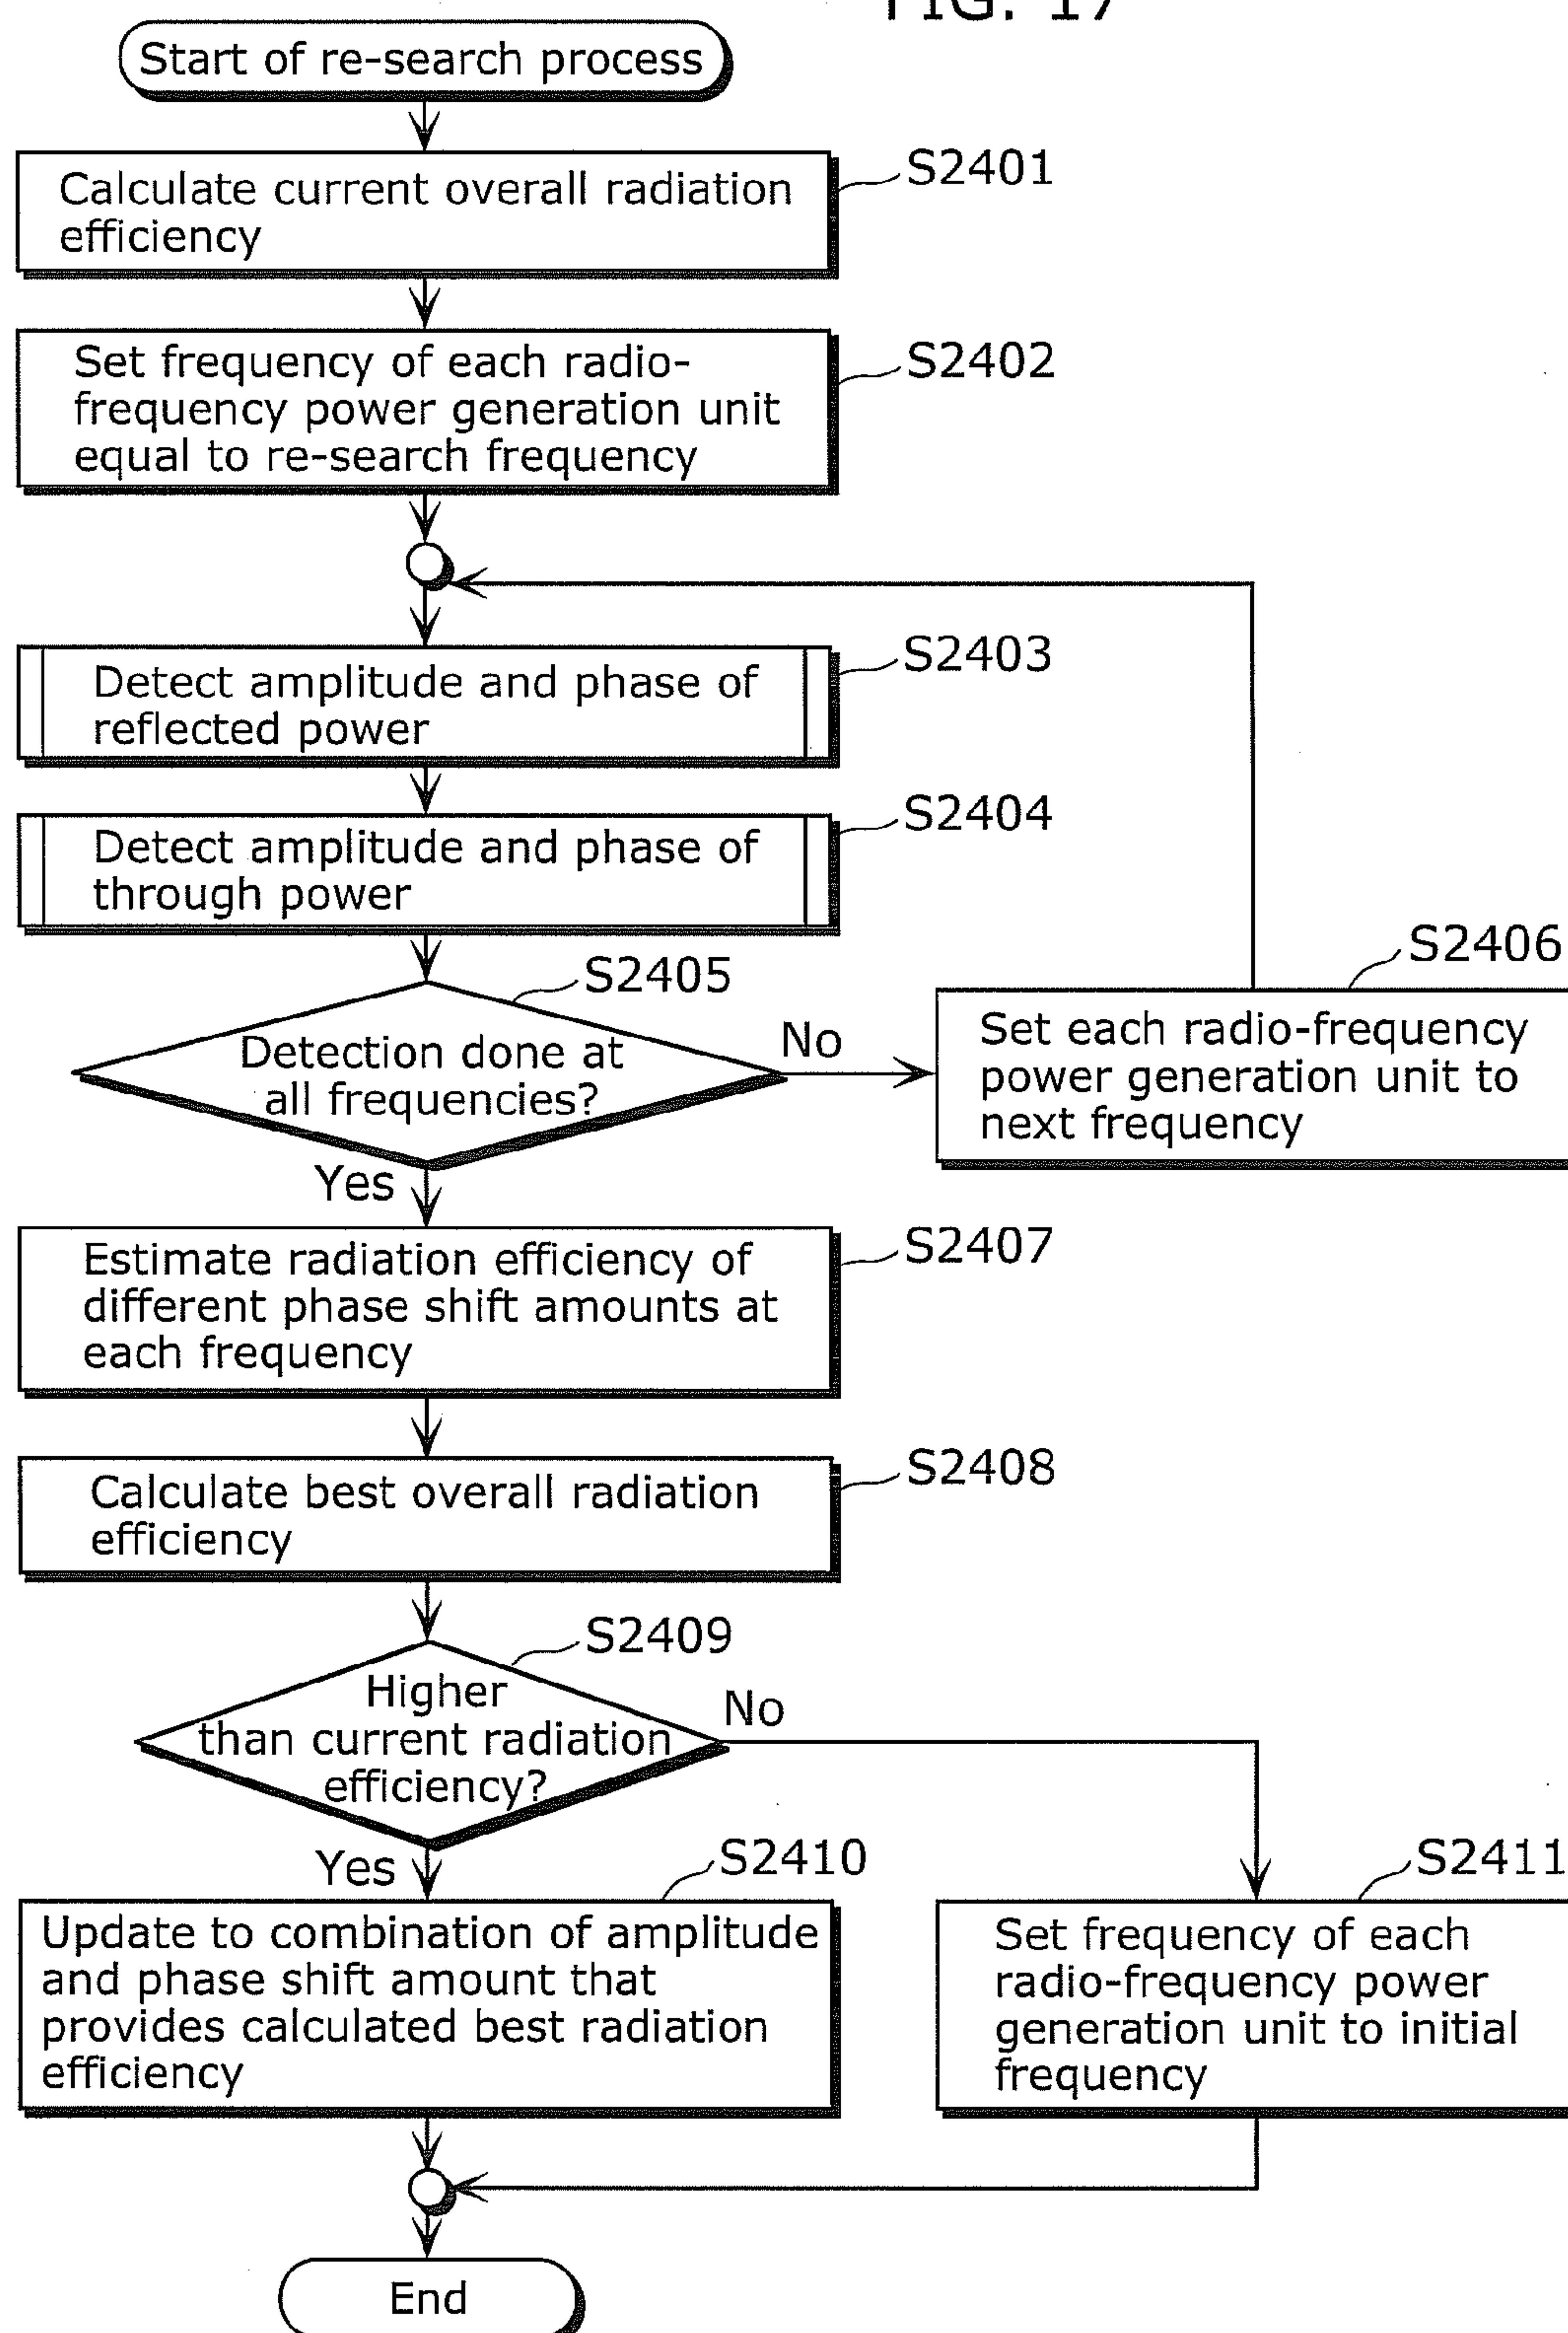 FIG. 17
Start of re-search process
S2401
Calculate current overall radiation
efficiency
S2402
Set frequency of each radio-
frequency power generation unit
equal to re-search frequency
S2403
Detect amplitude and phase of
reflected power
S2404
Detect amplitude and phase of
through power
S2405
Detection done at
all frequencies?
No
S2406
Set each radio-frequency
power generation unit to
next frequency
Yes
S2407
Estimate radiation efficiency of
different phase shift amounts at
each frequency
S2408
Calculate best overall radiation
efficiency
S2409
Higher
than current radiation
efficiency?
No
Yes
S2410
Update to combination of amplitude
and phase shift amount that
provides calculated best radiation
efficiency
S2411
Set frequency of each
radio-frequency power
generation unit to initial
frequency
End